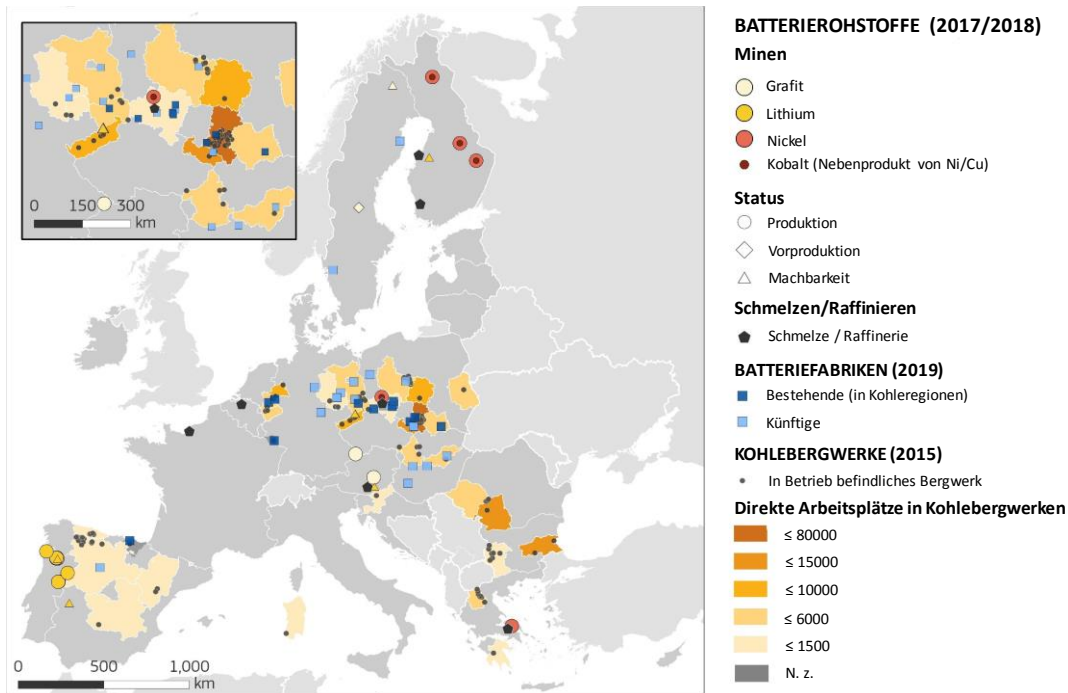 0 150 300
km
0 500 1,000
km
BATTERIEROHSTOFFE (2017/2018)
Minen
Grafit
Lithium
Nickel
Kobalt (Nebenprodukt von Ni/Cu)
Status
Produktion
Vorproduktion
Machbarkeit
Schmelzen/Raffinieren
Schmelze / Raffinerie
BATTERIEFABRIKEN (2019)
Bestehende (in Kohleregionen)
Künftige
KOHLEBERGWERKE (2015)
In Betrieb befindliches Bergwerk
Direkte Arbeitsplätze in Kohlebergwerken
≤ 80000
≤ 15000
≤ 10000
≤ 6000
≤ 1500
N. z.